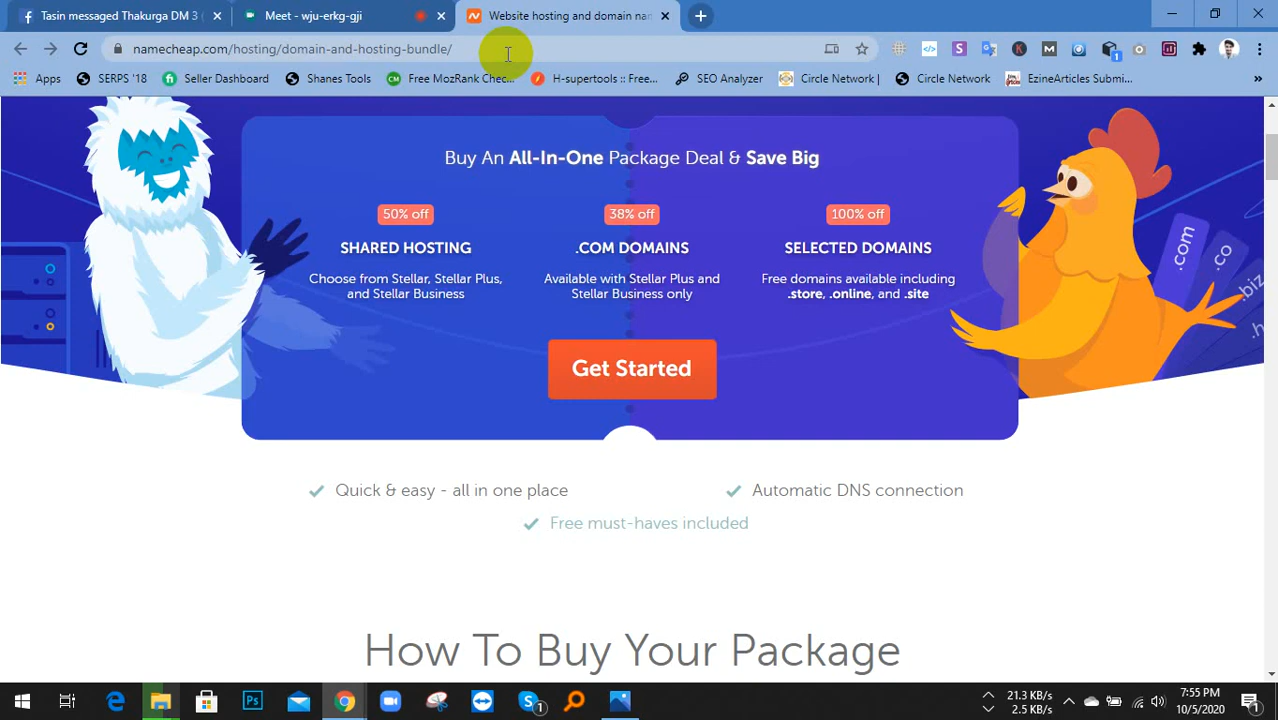 Tasin messaged Thakurga DM 3 (
Meet - wju-erkg-gji
Website hosting and domain nam
namecheap.com/hosting/domain-and-hosting-bundle/
Apps
SERPS '18
Seller Dashboard
Shanes Tools
Free MozRank Chec...
H-supertools :: Free...
SEO Analyzer
Circle Network |
Circle Network
EzineArticles Submi...
»
Buy An All-In-One Package Deal & Save Big
50% off
SHARED HOSTING
Choose from Stellar, Stellar Plus,
and Stellar Business
38% off
.COM DOMAINS
Available with Stellar Plus and
Stellar Business only
100% off
SELECTED DOMAINS
Free domains available including
.store, .online, and .site
.com
.co
.biz
Get Started
Quick & easy - all in one place
Automatic DNS connection
Free must-haves included
How To Buy Your Package
21.3 KB/s
2.5 KB/s
7:55 PM
10/5/2020